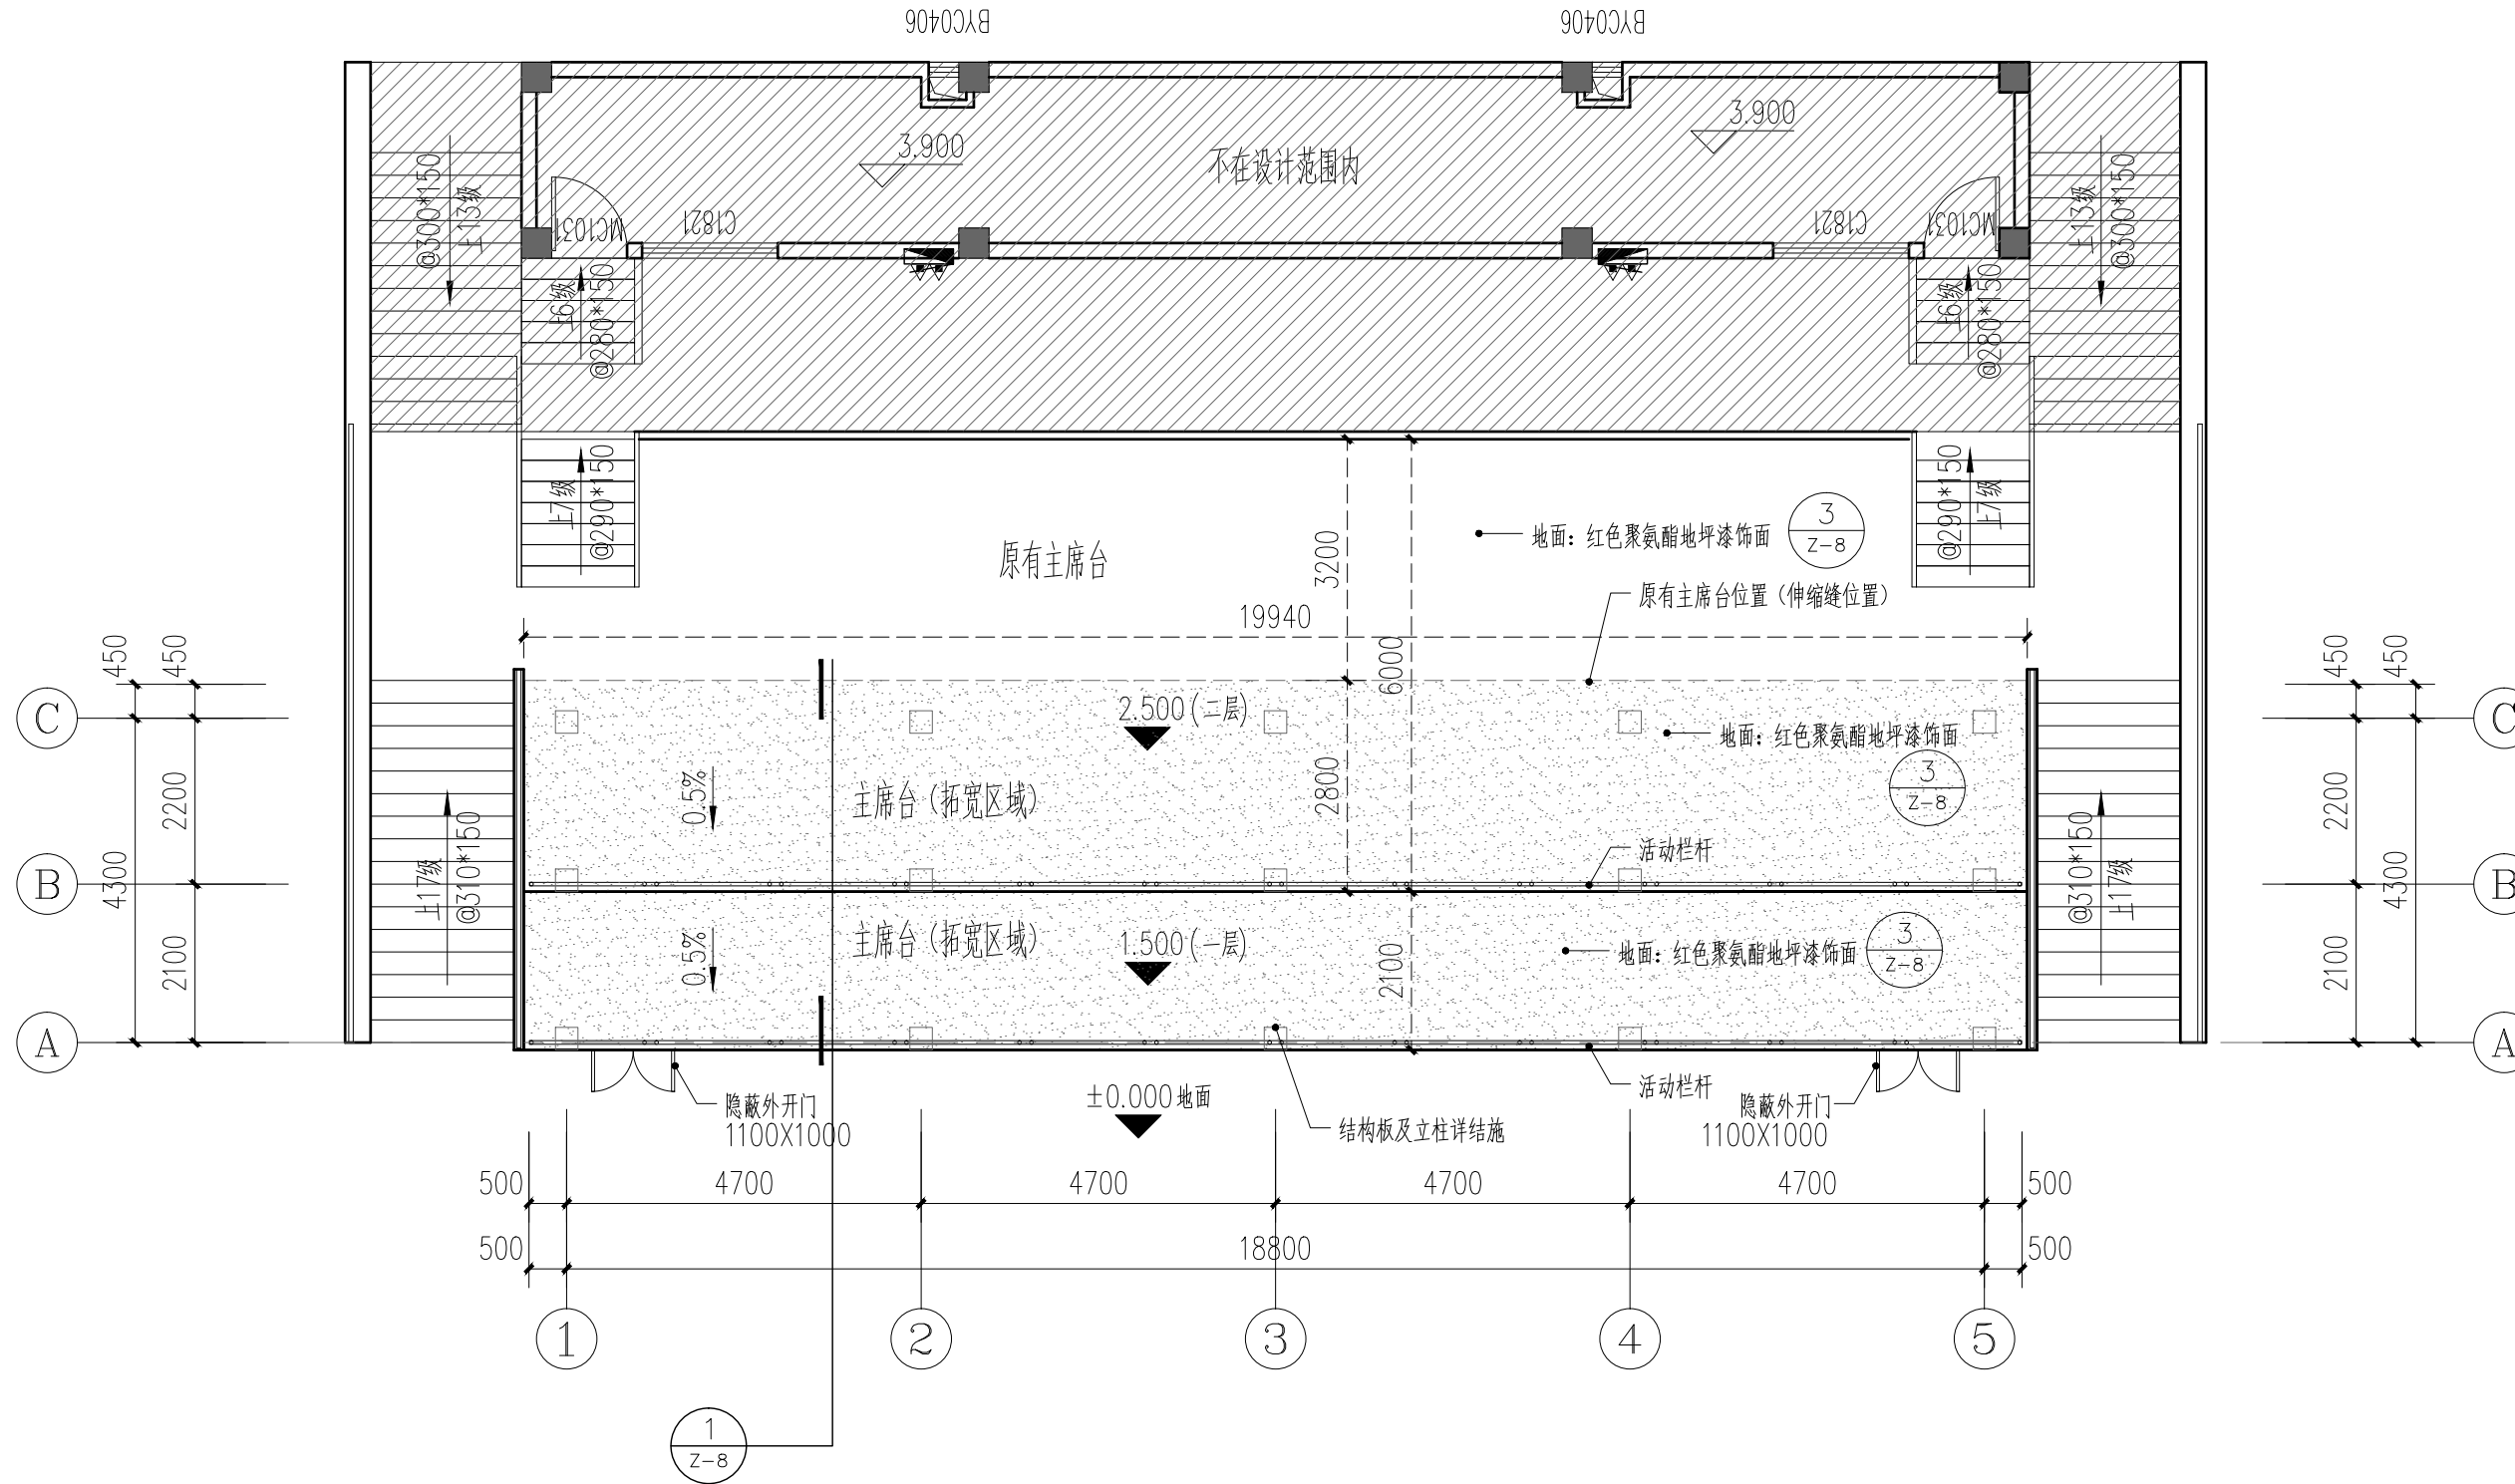 BYC0406
BYC0406
3.900
3.900
不在设计范围内
@300*150
上13级
MC1031
C1821
C1821
MC1031
上13级
@300*150
上6级
@280*150
上6级
@280*150
上7级
@290*150
@290*150
上7级
原有主席台
3200
地面：红色聚氨酯地坪漆饰面
3
Z-8
原有主席台位置（伸缩缝位置）
19940
6000
450
450
450
450
C
C
2.500(二层)
地面：红色聚氨酯地坪漆饰面
3
Z-8
2200
0.5%
主席台（拓宽区域）
2800
2200
活动栏杆
B
4300
上17级
@310*150
@310*150
上17级
4300
B
2100
0.5%
主席台（拓宽区域）
1.500(一层)
2100
地面：红色聚氨酯地坪漆饰面
3
Z-8
2100
A
A
隐蔽外开门
1100X1000
±0.000 地面
结构板及立柱详结施
活动栏杆
隐蔽外开门
1100X1000
500
4700
4700
4700
4700
500
500
18800
500
1
2
3
4
5
1
Z-8